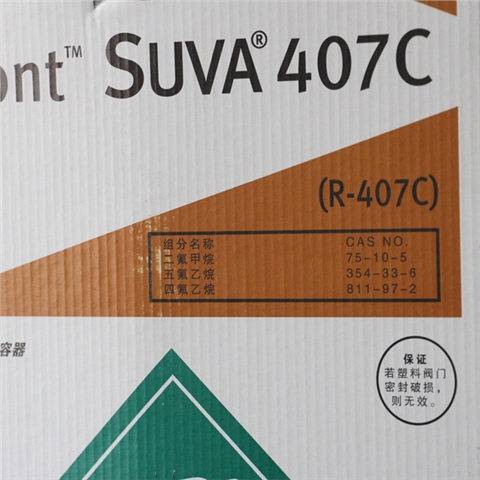 ont™ SUVA® 407C
(R-407C)
组分名称 CAS NO.
二氟甲烷 75-10-5
五氟乙烷 354-33-6
四氟乙烷 811-97-2
容器
保证
若塑料阀门
密封破损，
则无效。